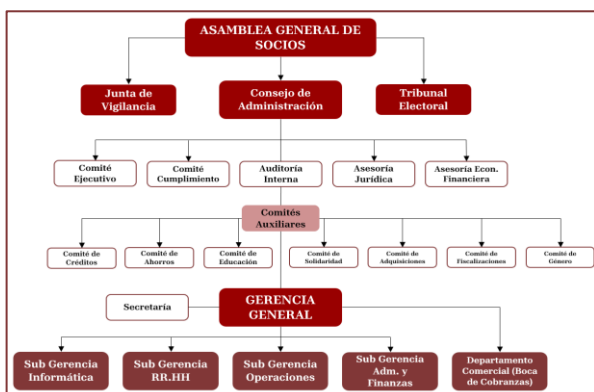 ASAMBLEA GENERAL DE
SOCIOS
Junta de
Vigilancia
Consejo de
Administración
Tribunal
Electoral
Comité
Ejecutivo
Comité
Cumplimiento
Auditoría
Interna
Asesoría
Jurídica
Asesoría Econ.
Financiera
Comités
Auxiliares
Comité de
Créditos
Comité de
Ahorros
Comité de
Educación
Comité de
Solidaridad
Comité de
Adquisiciones
Comité de
Fiscalizaciones
Comité de
Género
Secretaría
GERENCIA
GENERAL
Sub Gerencia
Informática
Sub Gerencia
RR.HH
Sub Gerencia
Operaciones
Sub Gerencia
Adm. y
Finanzas
Departamento
Comercial (Boca
de Cobranzas)